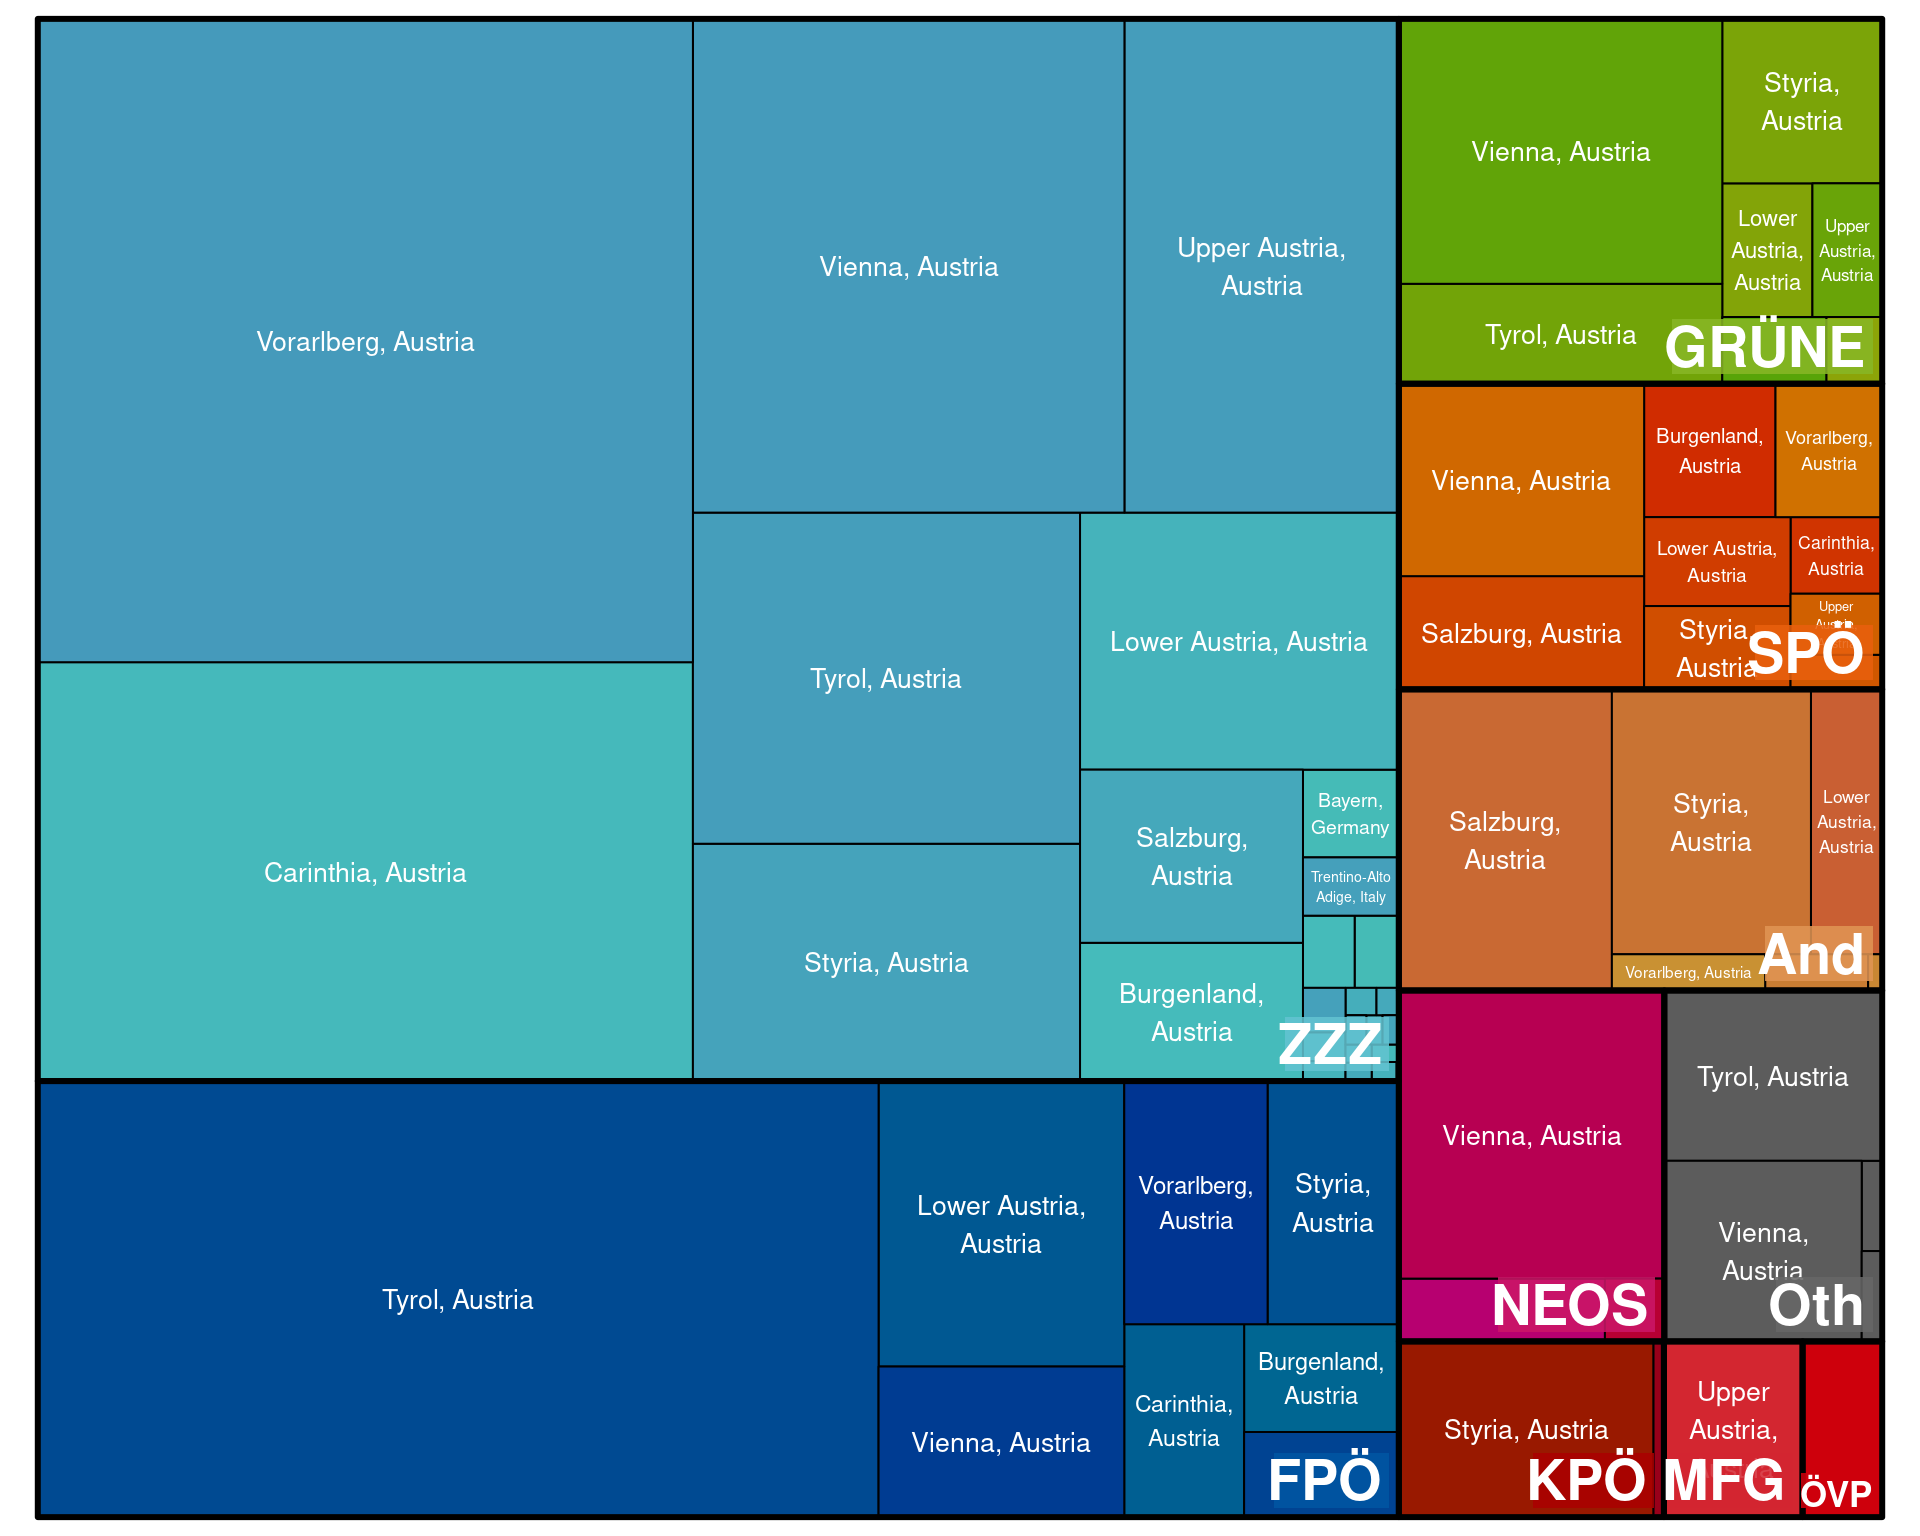 Vorarlberg, Austria
Vienna, Austria
Upper Austria,
Austria
Carinthia, Austria
Tyrol, Austria
Lower Austria, Austria
Styria, Austria
Salzburg,
Austria
Bayern,
Germany
Trentino-Alto
Adige, Italy
Burgenland,
Austria
ZZZ
Tyrol, Austria
Lower Austria,
Austria
Vienna, Austria
Vorarlberg,
Austria
Styria,
Austria
Carinthia,
Austria
Burgenland,
Austria
FPÖ
Vienna, Austria
Styria,
Austria
Lower
Austria,
Austria
Upper
Austria,
Austria
Tyrol, Austria
GRÜNE
Vienna, Austria
Burgenland,
Austria
Vorarlberg,
Austria
Lower Austria,
Austria
Carinthia,
Austria
Salzburg, Austria
Styria,
Austria
Upper
Austria,
SPÖ
Salzburg,
Austria
Styria,
Austria
Lower
Austria,
Austria
Vorarlberg, Austria
And
Vienna, Austria
NEOS
Tyrol, Austria
Vienna,
Austria
Oth
Styria, Austria
KPÖ
Upper
Austria,
MFG
ÖVP